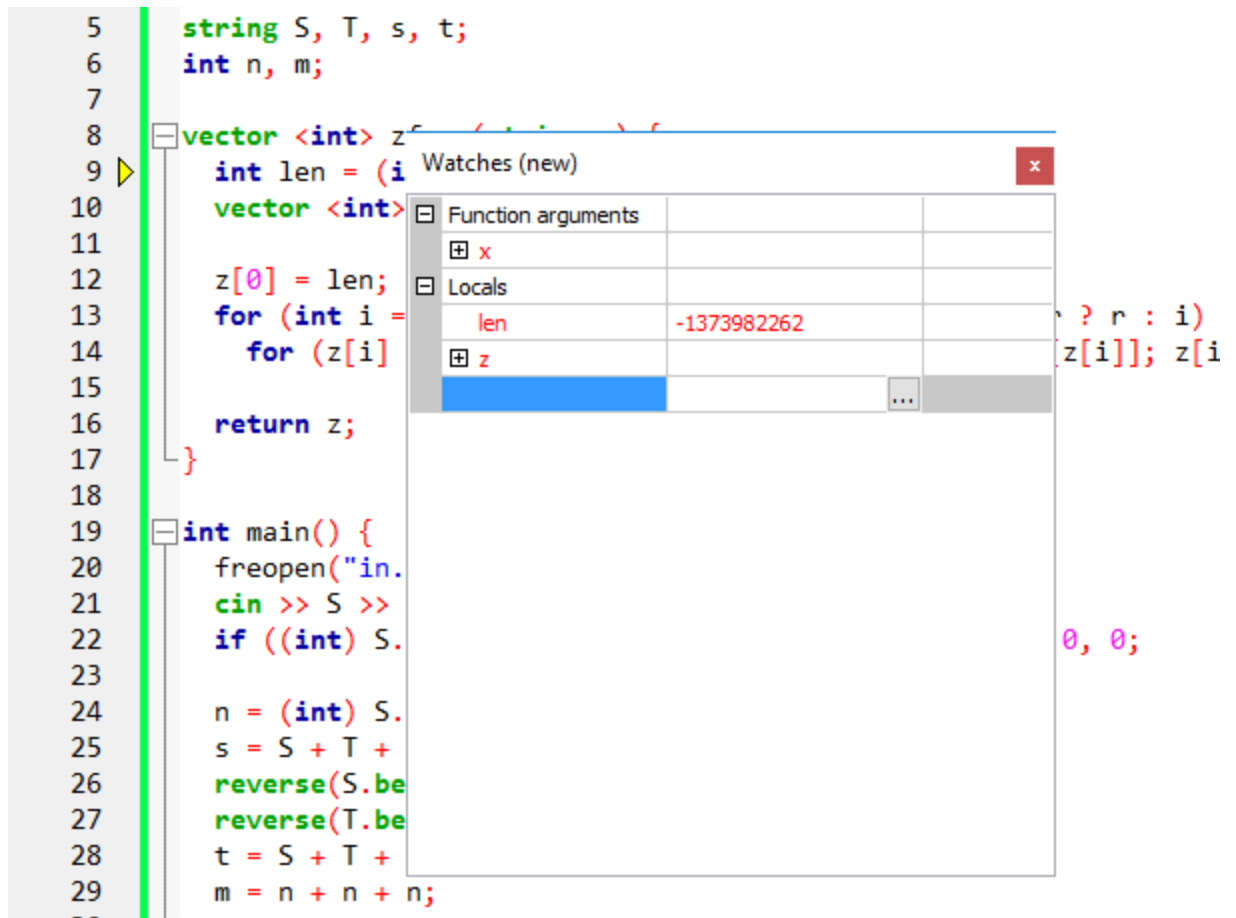 5 string S, T, s, t;
6 int n, m;
7
8 vector <int>
9 int len = (i
10 vector <int>
11
12 z[0] = len;
13 for (int i = ? r : i)
14 for (z[i] z[i]]; z[i
15
16 return z;
17 }
18
19 int main() {
20 freopen("in.
21 cin >> S >>
22 if ((int) S. 0, 0;
23
24 n = (int) S.
25 s = S + T +
26 reverse(S.be
27 reverse(T.be
28 t = S + T +
29 m = n + n + n;
Watches (new) x
Function arguments
x
Locals
len -1373982262
z
...